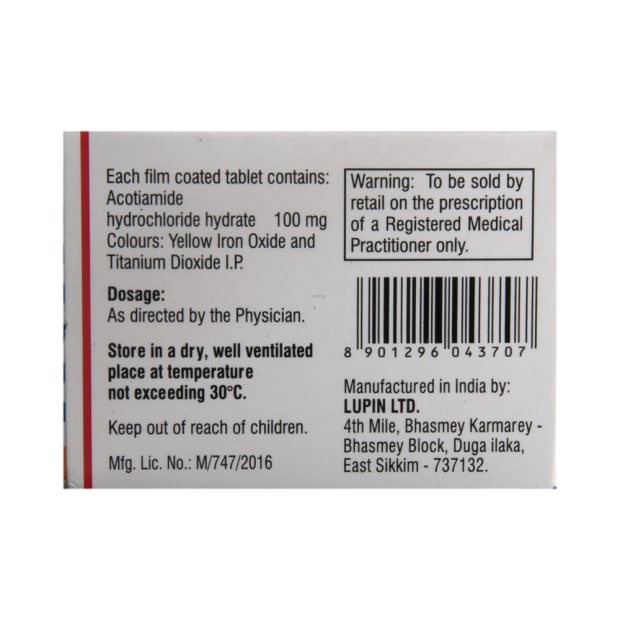 Each film coated tablet contains:
Acotiamide
hydrochloride hydrate 100 mg
Colours: Yellow Iron Oxide and
Titanium Dioxide I.P.
Dosage:
As directed by the Physician.
Store in a dry, well ventilated
place at temperature
not exceeding 30°C.
Keep out of reach of children.
Mfg. Lic. No.: M/747/2016
Warning: To be sold by
retail on the prescription
of a Registered Medical
Practitioner only.
8 901296 043707
Manufactured in India by:
LUPIN LTD.
4th Mile, Bhasmey Karmarey -
Bhasmey Block, Duga ilaka,
East Sikkim - 737132.